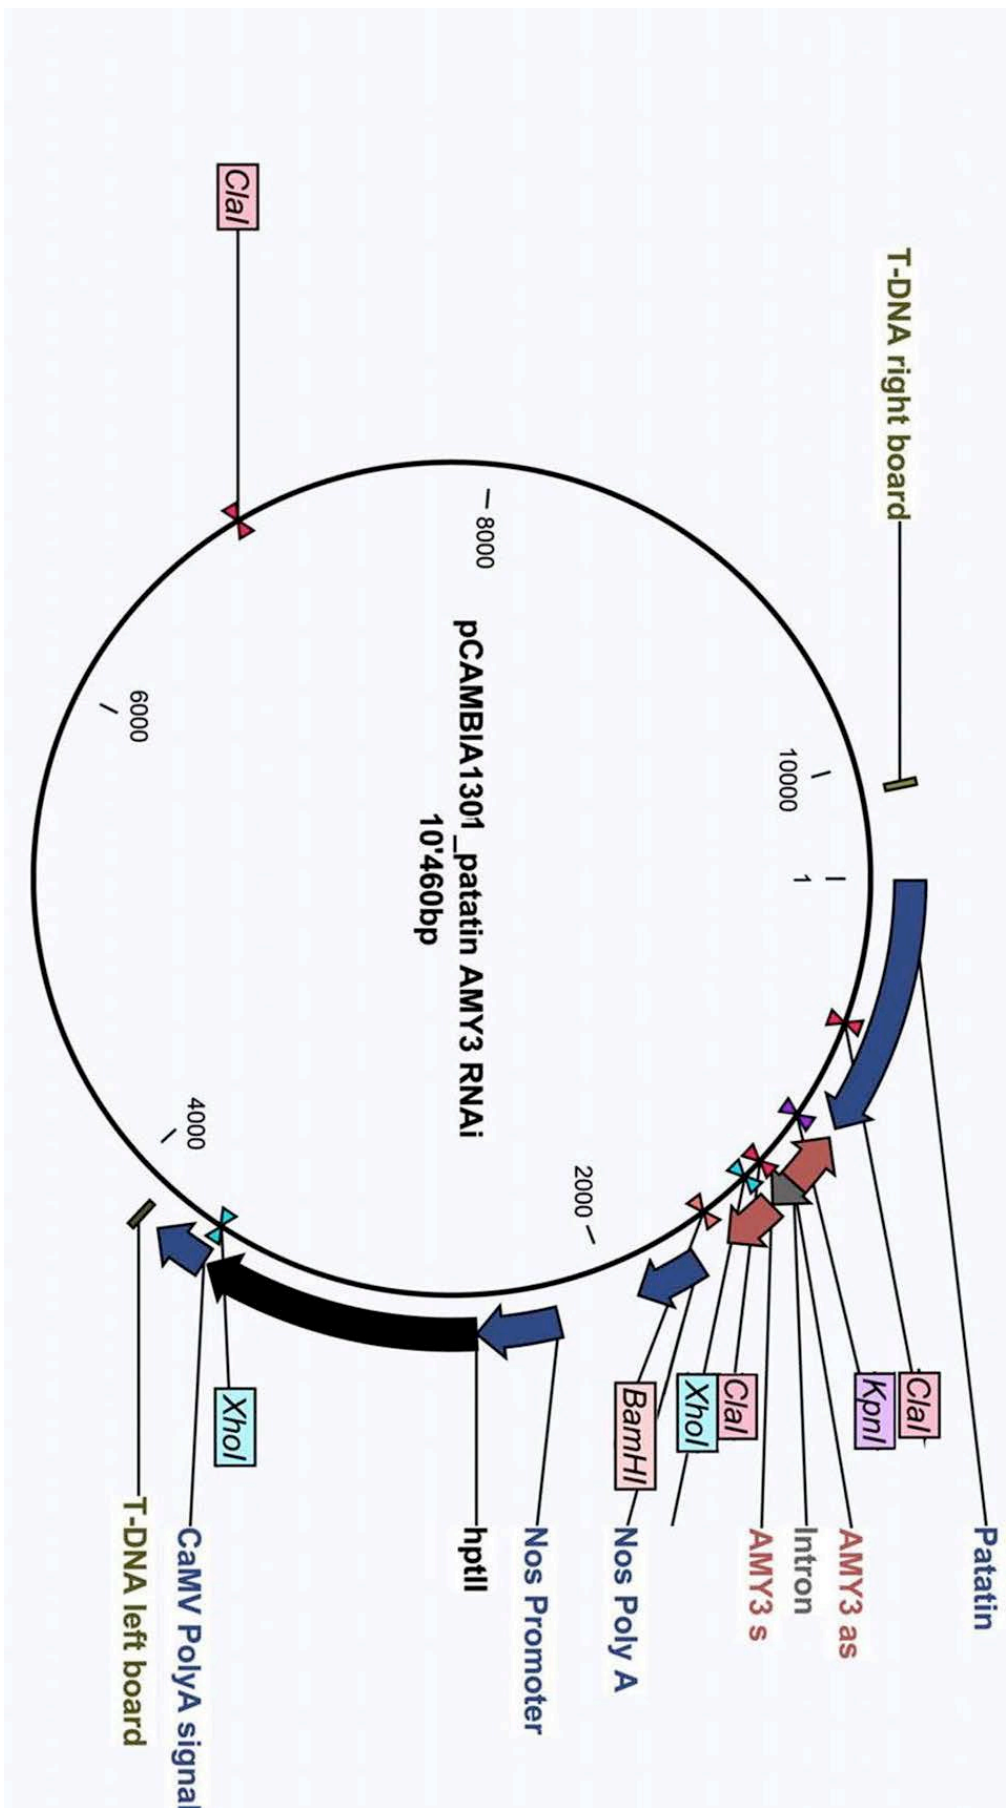 T-DNA right board
Patatin
ClaI
KpnI
AMY3 as
Intron
AMY3 s
ClaI
XhoI
BamHI
Nos Poly A
Nos Promoter
hptII
XhoI
CaMV PolyA signal
T-DNA left board
ClaI
1
2000
4000
6000
8000
10000
pCAMBIA1301_patatin AMY3 RNAi
10'460bp